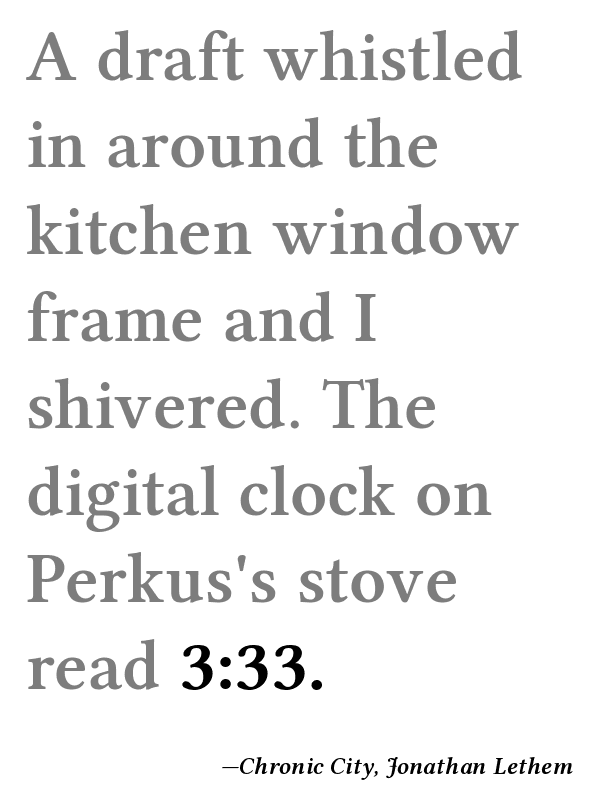 A draft whistled
in around the
kitchen window
frame and I
shivered. The
digital clock on
Perkus's stove
read 3:33.
—Chronic City, Jonathan Lethem